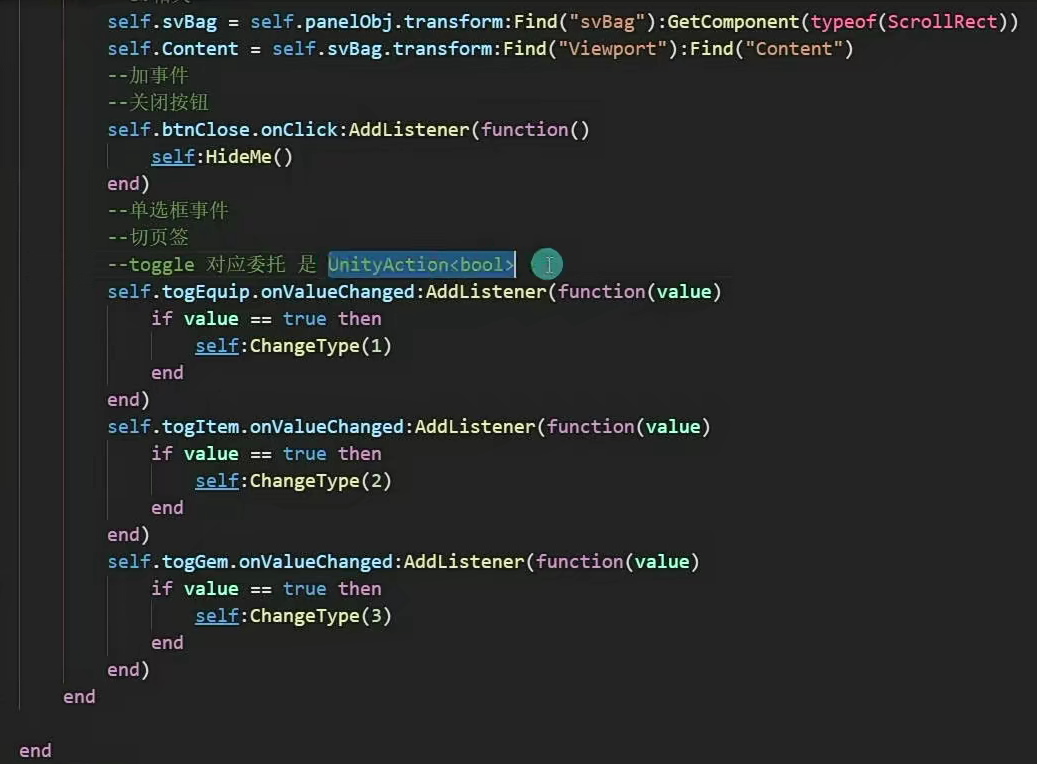 self.svBag = self.panelObj.transform:Find("svBag"):GetComponent(typeof(ScrollRect))
self.Content = self.svBag.transform:Find("Viewport"):Find("Content")
--加事件
--关闭按钮
self.btnClose.onClick:AddListener(function()
self:HideMe()
end)
--单选框事件
--切页签
--toggle 对应委托 是 UnityAction<bool>
self.togEquip.onValueChanged:AddListener(function(value)
if value == true then
self:ChangeType(1)
end
end)
self.togItem.onValueChanged:AddListener(function(value)
if value == true then
self:ChangeType(2)
end
end)
self.togGem.onValueChanged:AddListener(function(value)
if value == true then
self:ChangeType(3)
end
end)
end
end